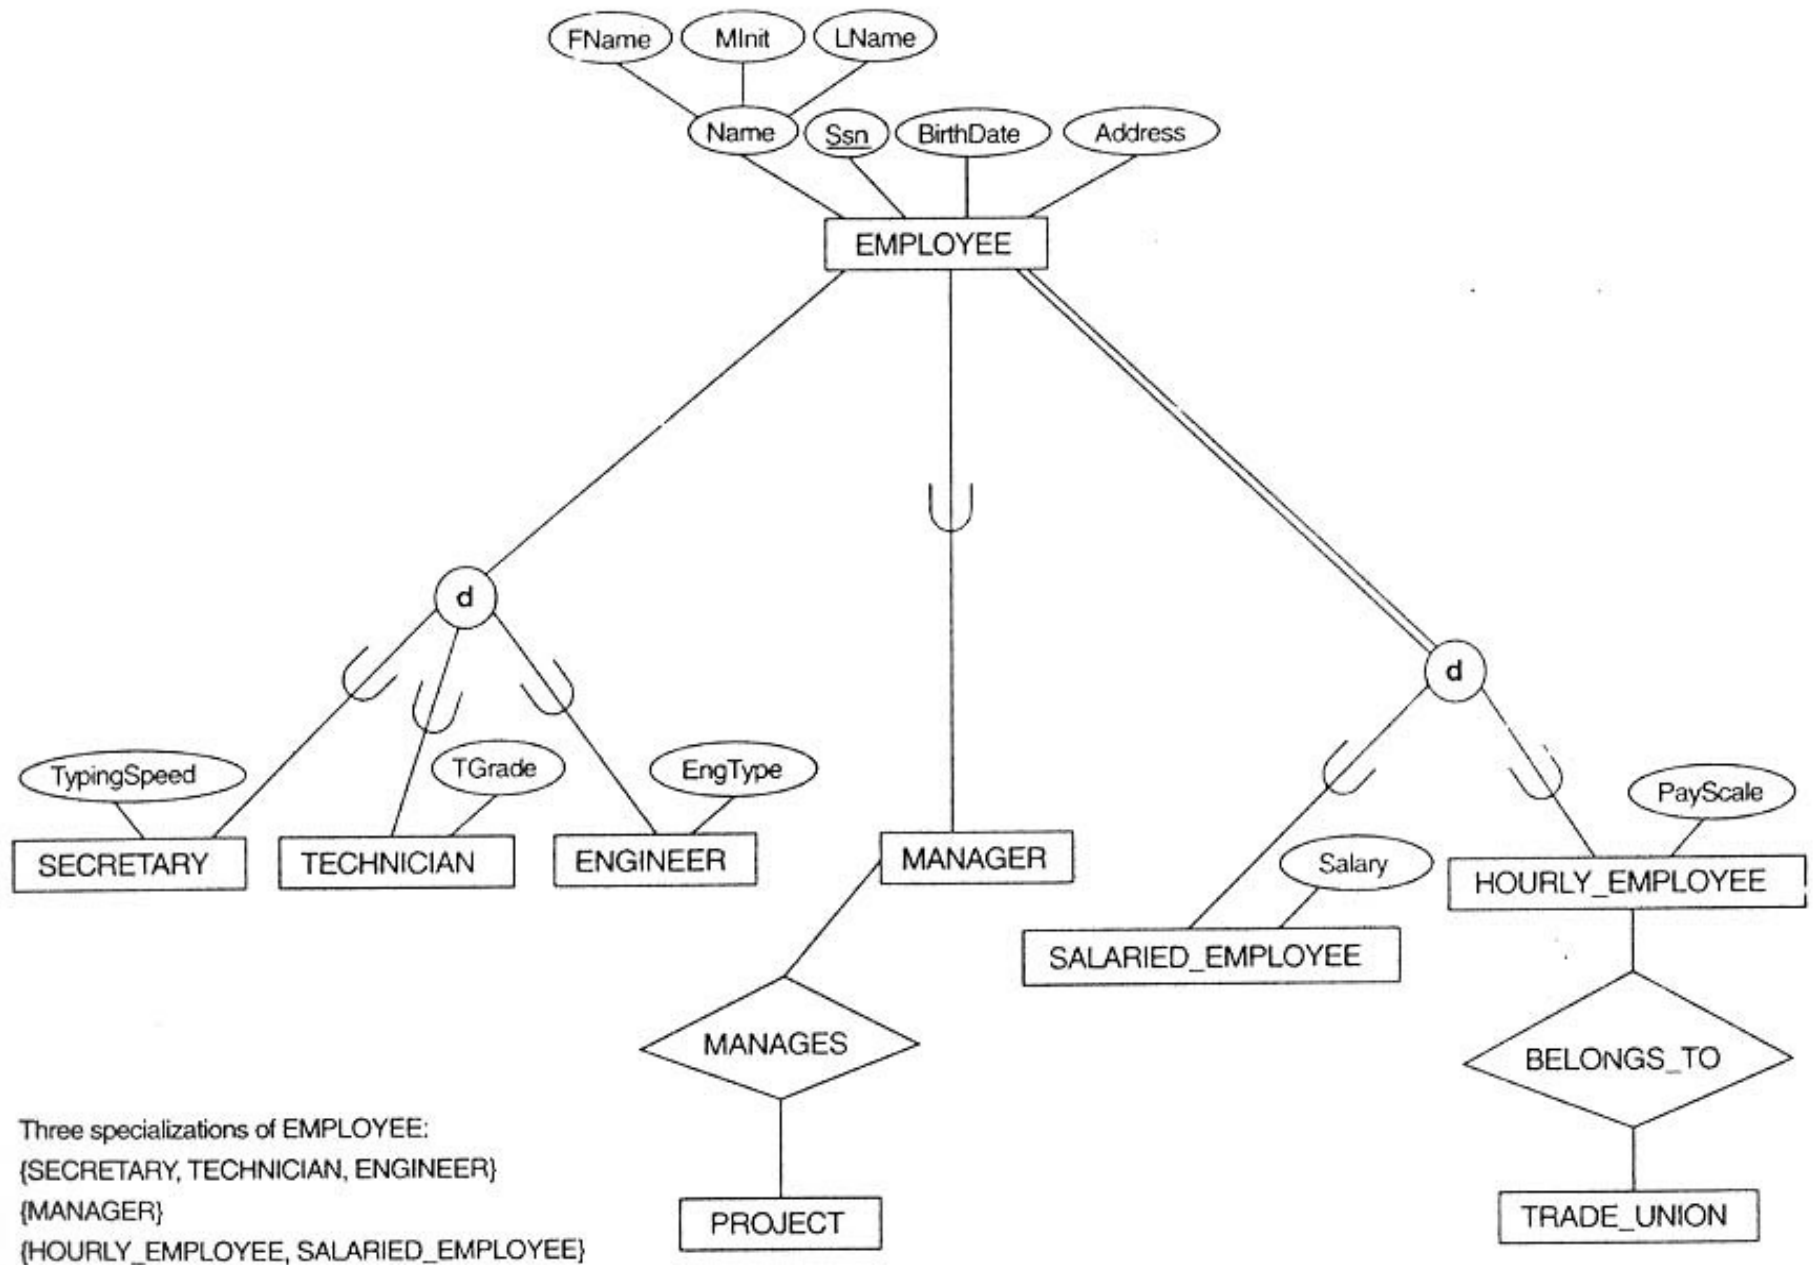 FName
MInit
LName
Name
Ssn
BirthDate
Address
EMPLOYEE
d
d
TypingSpeed
TGrade
EngType
PayScale
SECRETARY
TECHNICIAN
ENGINEER
MANAGER
Salary
HOURLY_EMPLOYEE
SALARIED_EMPLOYEE
MANAGES
BELONGS_TO
PROJECT
TRADE_UNION
Three specializations of EMPLOYEE:
{SECRETARY, TECHNICIAN, ENGINEER}
{MANAGER}
{HOURLY_EMPLOYEE, SALARIED_EMPLOYEE}